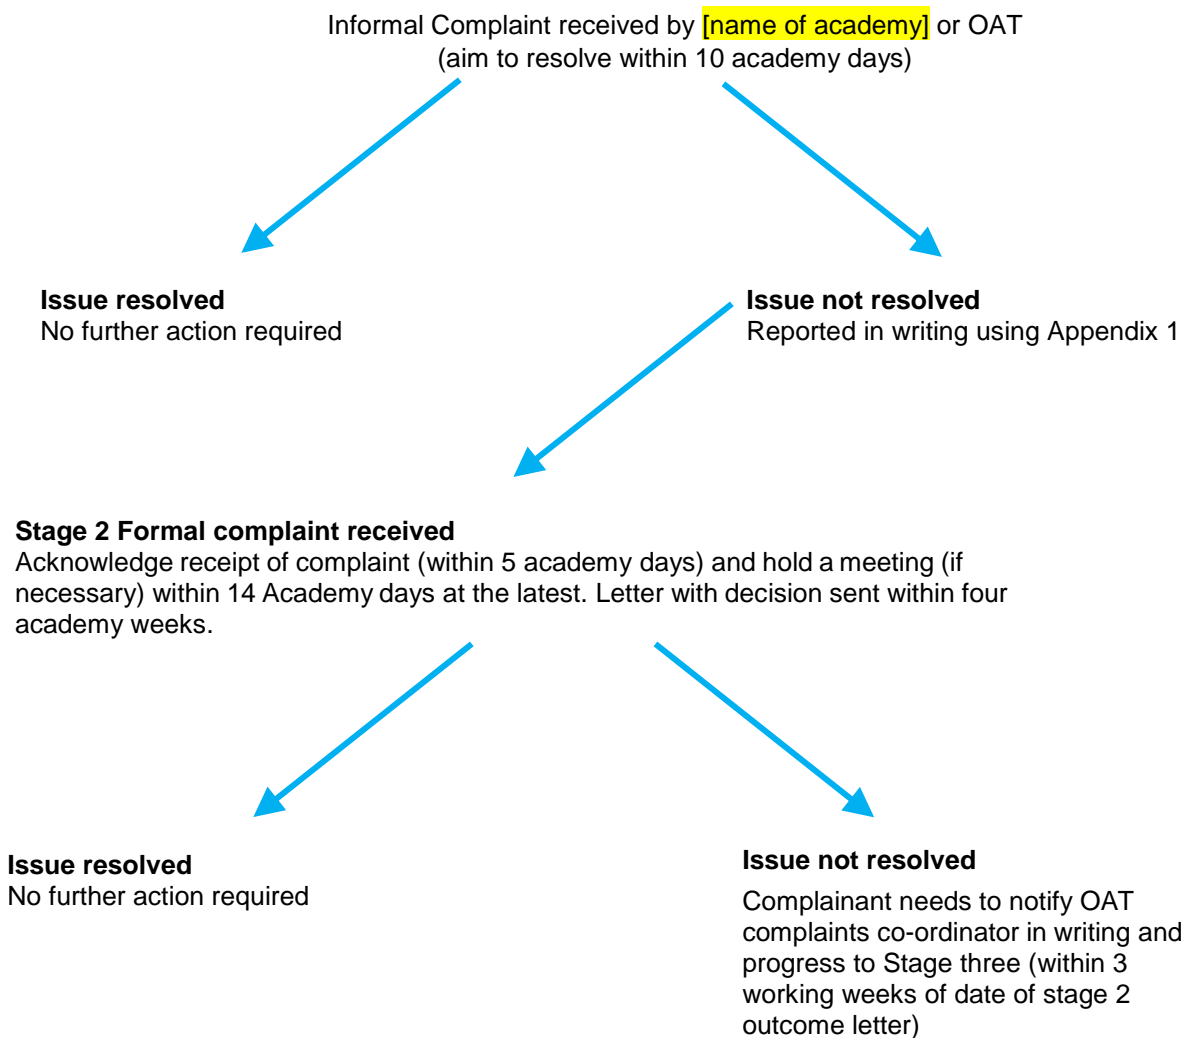 Informal Complaint received by [name of academy] or OAT
(aim to resolve within 10 academy days)
Issue resolved
No further action required
Issue not resolved
Reported in writing using Appendix 1
Stage 2 Formal complaint received
Acknowledge receipt of complaint (within 5 academy days) and hold a meeting (if
necessary) within 14 Academy days at the latest. Letter with decision sent within four
academy weeks.
Issue resolved
No further action required
Issue not resolved
Complainant needs to notify OAT
complaints co-ordinator in writing and
progress to Stage three (within 3
working weeks of date of stage 2
outcome letter)